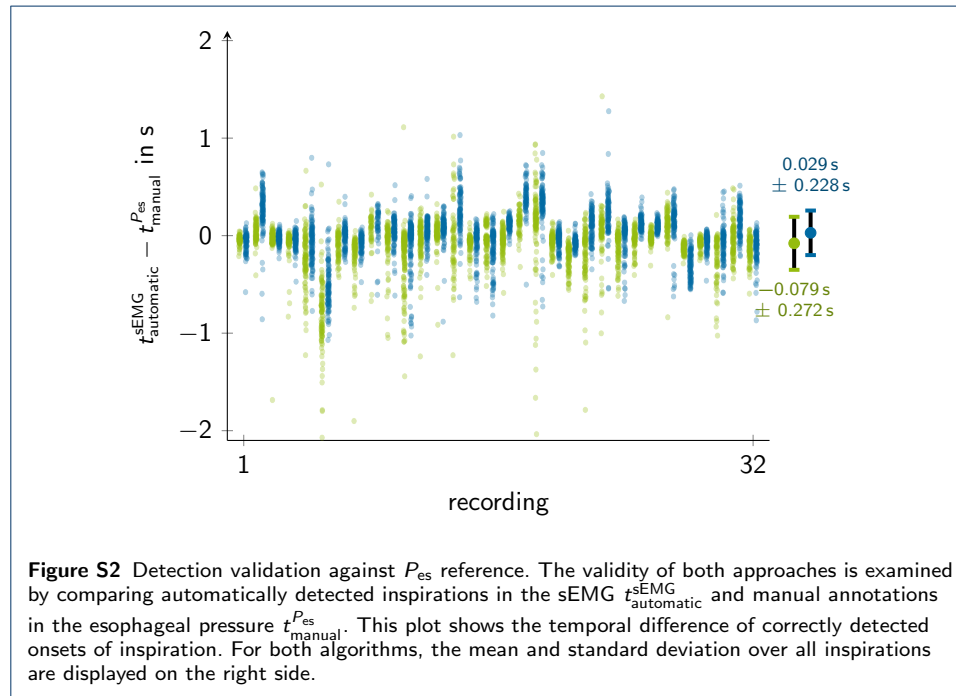 2
1
0
−1
−2
t^sEMG_automatic − t^P_es_manual in s
0.029 s
± 0.228 s
−0.079 s
± 0.272 s
1
32
recording
Figure S2 Detection validation against P_es reference. The validity of both approaches is examined
by comparing automatically detected inspirations in the sEMG t^sEMG_automatic and manual annotations
in the esophageal pressure t^P_es_manual. This plot shows the temporal difference of correctly detected
onsets of inspiration. For both algorithms, the mean and standard deviation over all inspirations
are displayed on the right side.